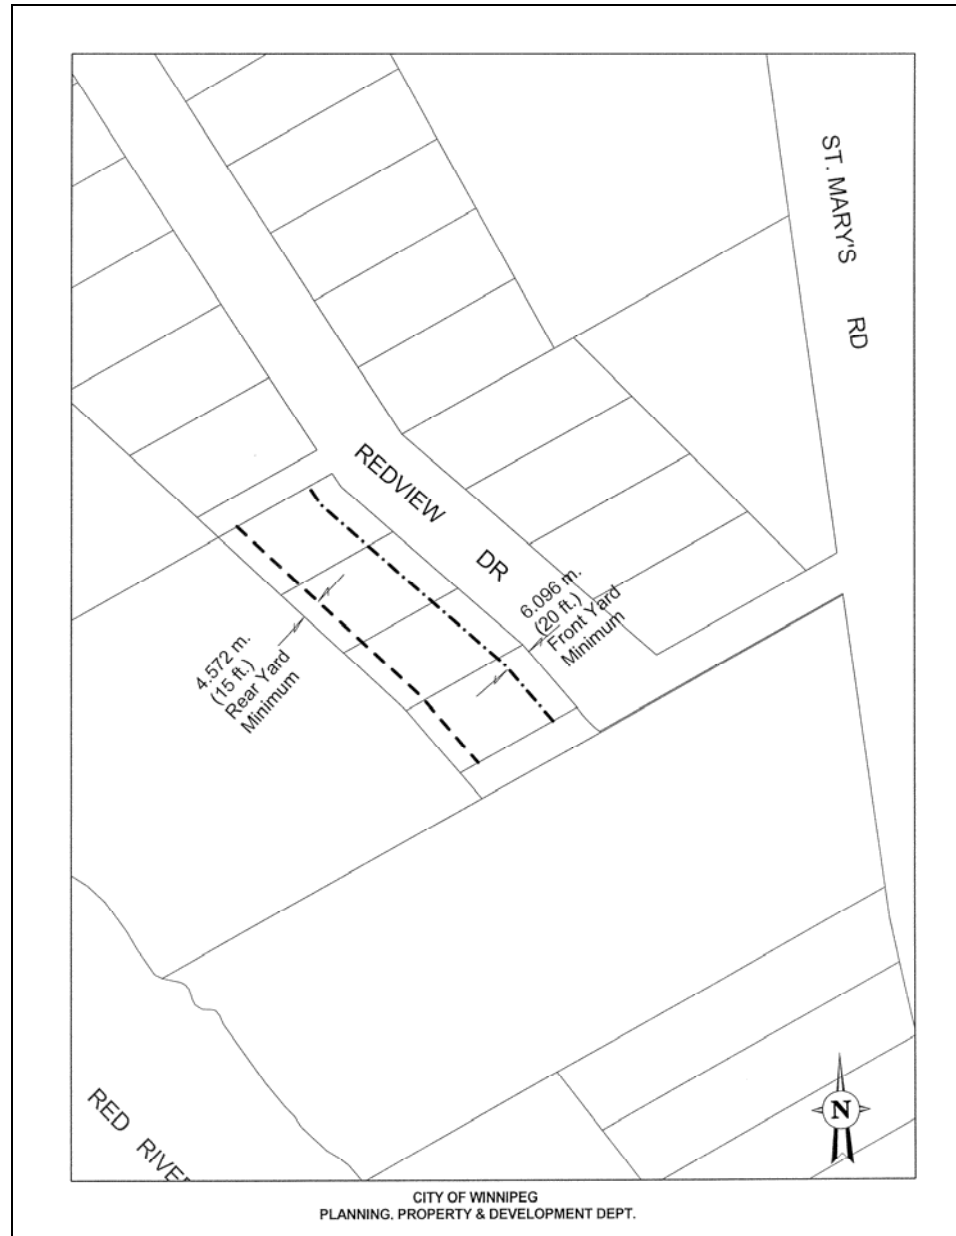 ST. MARY'S RD
REDVIEW DR
6.096 m.
(20 ft.)
Front Yard
Minimum
4.572 m.
(15 ft.)
Rear Yard
Minimum
N
RED RIVER
CITY OF WINNIPEG
PLANNING, PROPERTY & DEVELOPMENT DEPT.